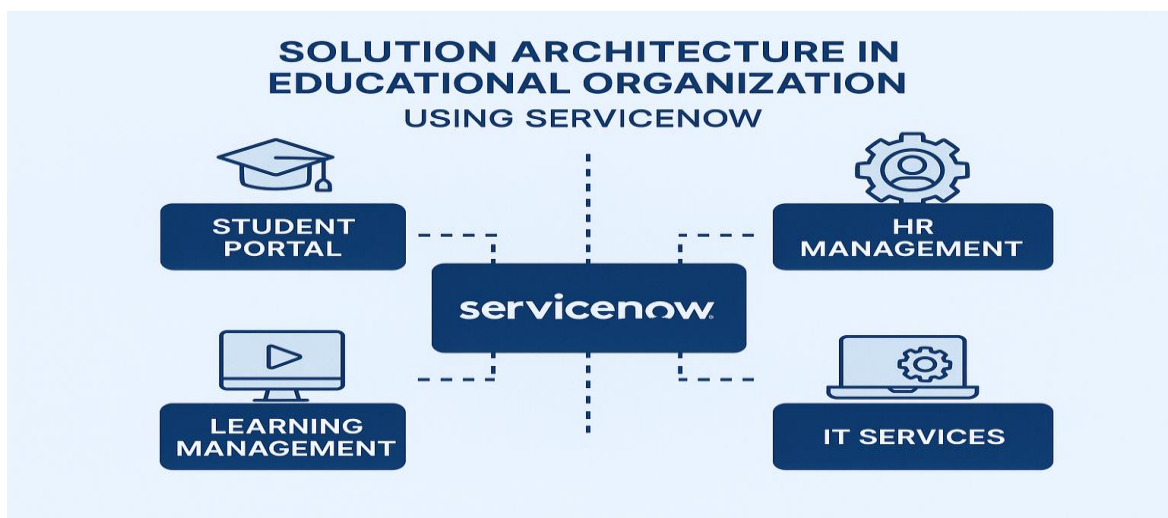 SOLUTION ARCHITECTURE IN
EDUCATIONAL ORGANIZATION
USING SERVICENOW
STUDENT
PORTAL
HR
MANAGEMENT
servicenow
LEARNING
MANAGEMENT
IT SERVICES